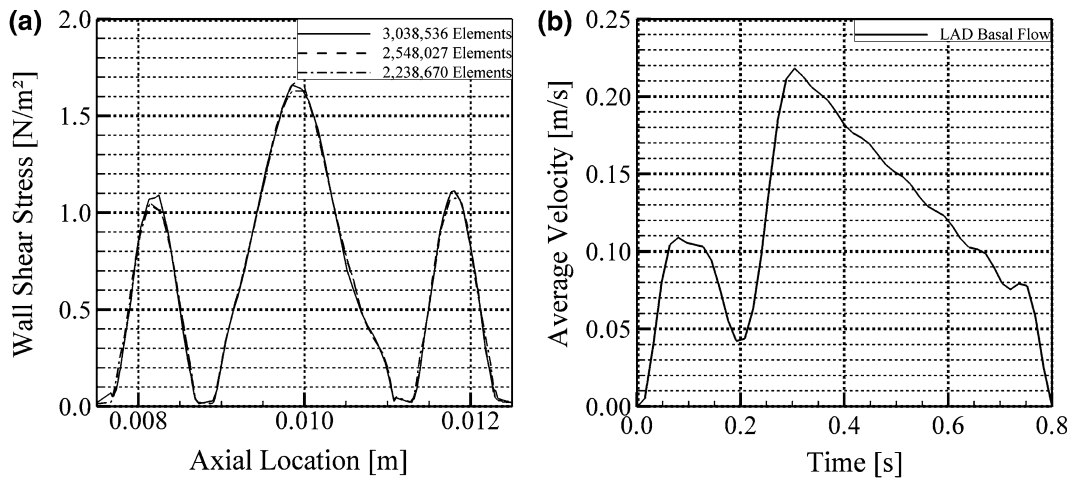 (a)
2.0
1.5
1.0
0.5
0.0
Wall Shear Stress [N/m²]
3,038,536 Elements
2,548,027 Elements
2,238,670 Elements
0.008
0.010
0.012
Axial Location [m]
(b)
0.25
0.20
0.15
0.10
0.05
0.00
Average Velocity [m/s]
LAD Basal Flow
0.0
0.2
0.4
0.6
0.8
Time [s]